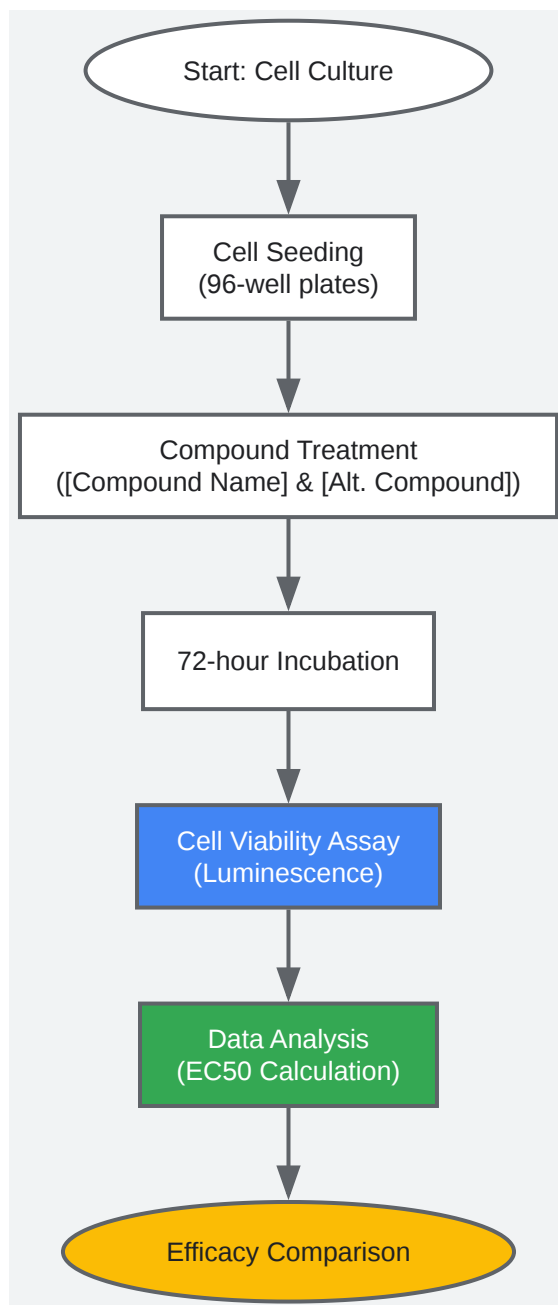 Start: Cell Culture
Cell Seeding
(96-well plates)
Compound Treatment
([Compound Name] & [Alt. Compound])
72-hour Incubation
Cell Viability Assay
(Luminescence)
Data Analysis
(EC50 Calculation)
Efficacy Comparison